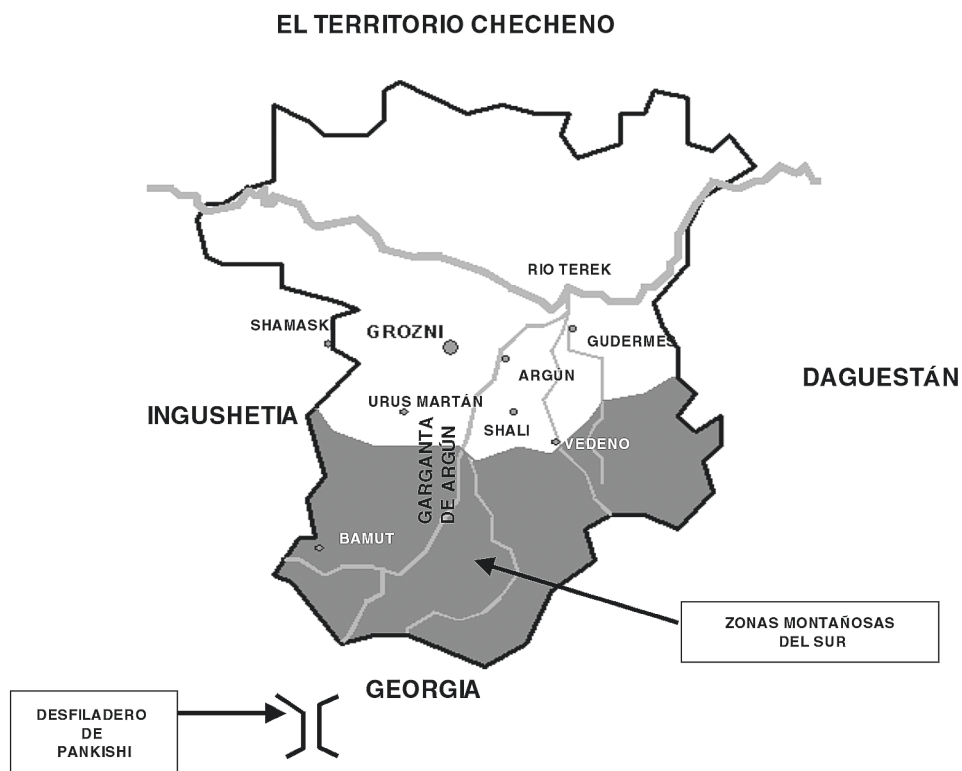 EL TERRITORIO CHECHENO
RIO TEREK
SHAMASK
GROZNI
GUDERMES
ARGÚN
DAGUESTÁN
INGUSHETIA
URUS MARTÁN
SHALI
VEDENO
GARGANTA
DE ARGÚN
BAMUT
ZONAS MONTAÑOSAS
DEL SUR
GEORGIA
DESFILADERO
DE
PANKISHI